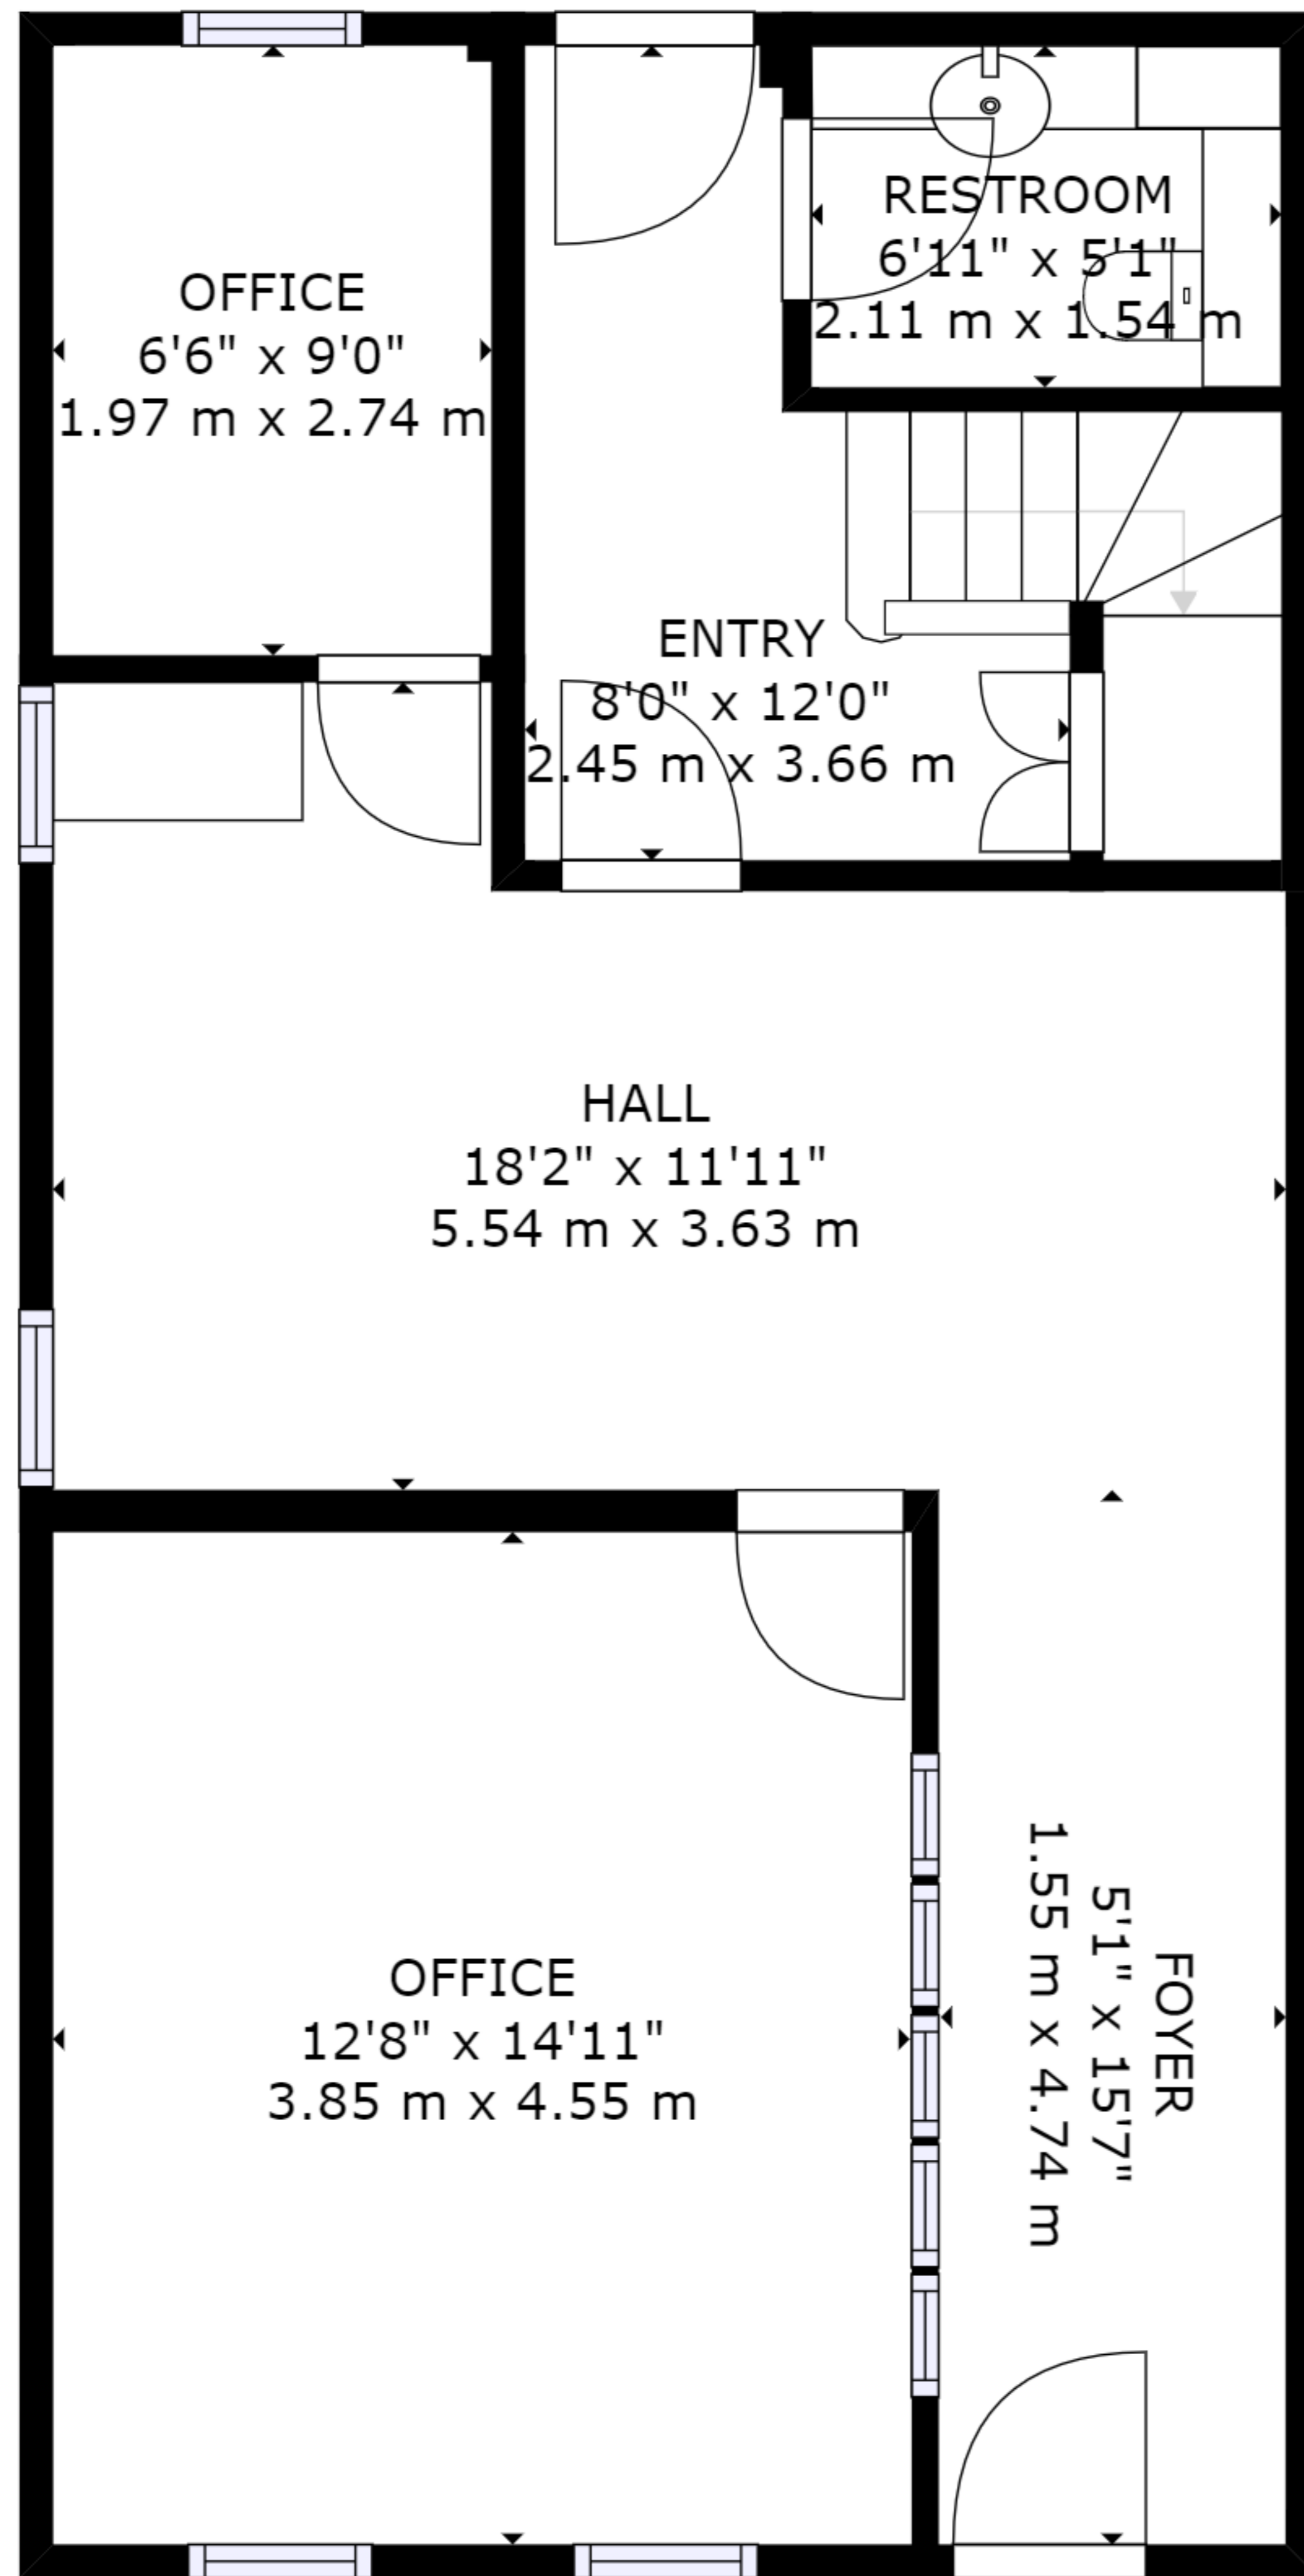 RESTROOM
6'11" x 5'1"
2.11 m x 1.54 m
OFFICE
6'6" x 9'0"
1.97 m x 2.74 m
ENTRY
8'0" x 12'0"
2.45 m x 3.66 m
HALL
18'2" x 11'11"
5.54 m x 3.63 m
OFFICE
12'8" x 14'11"
3.85 m x 4.55 m
FOYER
5'1" x 15'7"
1.55 m x 4.74 m